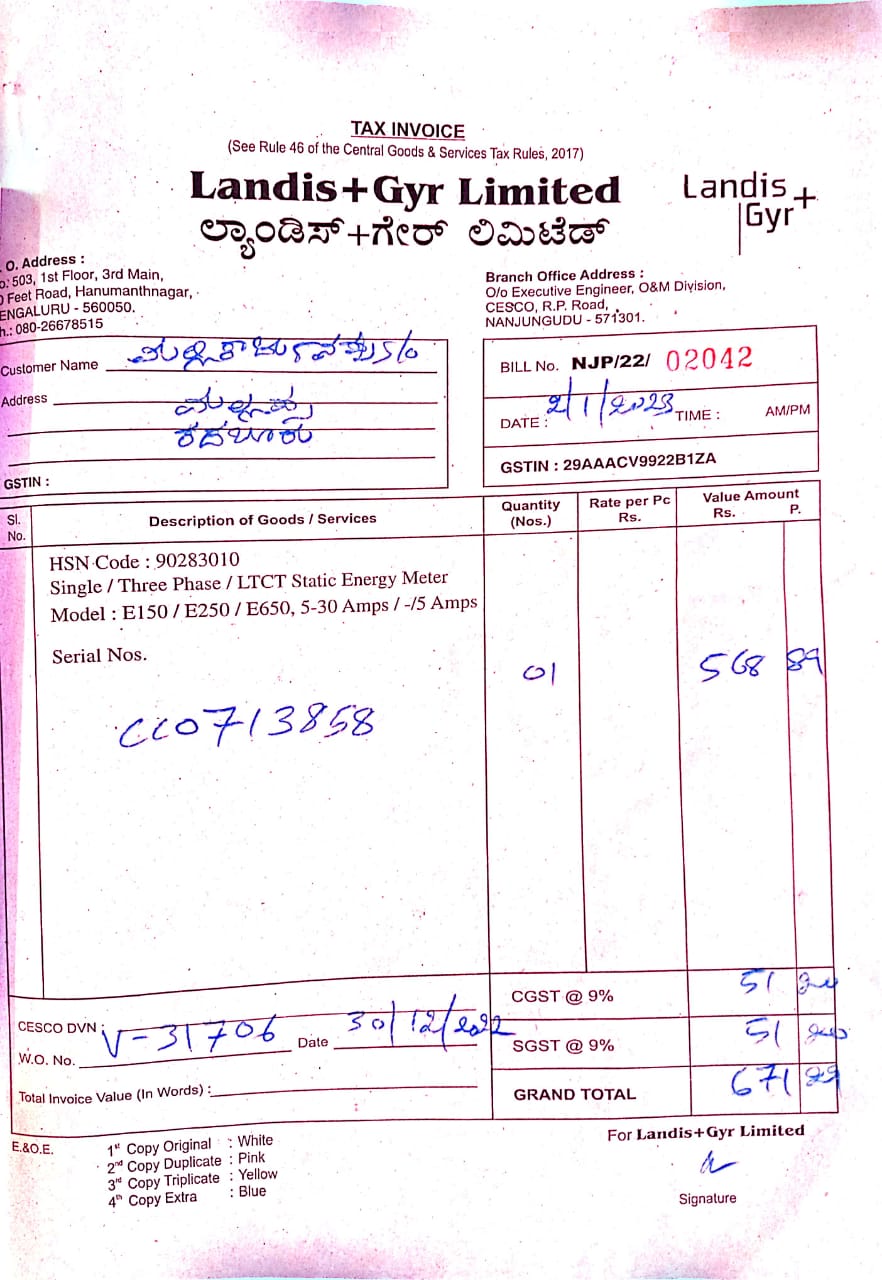 TAX INVOICE
(See Rule 46 of the Central Goods & Services Tax Rules, 2017)
Landis+Gyr Limited
ಲ್ಯಾಂಡಿಸ್+ಗೇರ್ ಲಿಮಿಟೆಡ್
Landis+
Gyr
O. Address :
503, 1st Floor, 3rd Main,
Feet Road, Hanumanthnagar,
ENGALURU - 560050.
h.: 080-26678515
Branch Office Address :
O/o Executive Engineer, O&M Division,
CESCO, R.P. Road,
NANJUNGUDU - 571301.
Customer Name ಮಲ್ಲಿಕಾರ್ಜುನಪ್ಪ S/o
Address ಮಲ್ಲಪ್ಪ
GSTIN :
BILL No. NJP/22/ 02042
DATE : 2/1/2023 TIME : AM/PM
GSTIN : 29AAACV9922B1ZA
Sl. No. Description of Goods / Services Quantity (Nos.) Rate per Pc Rs. Value Amount Rs. P.
HSN Code : 90283010
Single / Three Phase / LTCT Static Energy Meter
Model : E150 / E250 / E650, 5-30 Amps / -/5 Amps
Serial Nos.
01 568 89
CC0713858
CGST @ 9% 51
SGST @ 9% 51
GRAND TOTAL 671 29
CESCO DVN :
W.O. No. V-31706 Date 30/12/2022
Total Invoice Value (In Words) :
E.&O.E.
1st Copy Original : White
2nd Copy Duplicate : Pink
3rd Copy Triplicate : Yellow
4th Copy Extra : Blue
For Landis+Gyr Limited
Signature